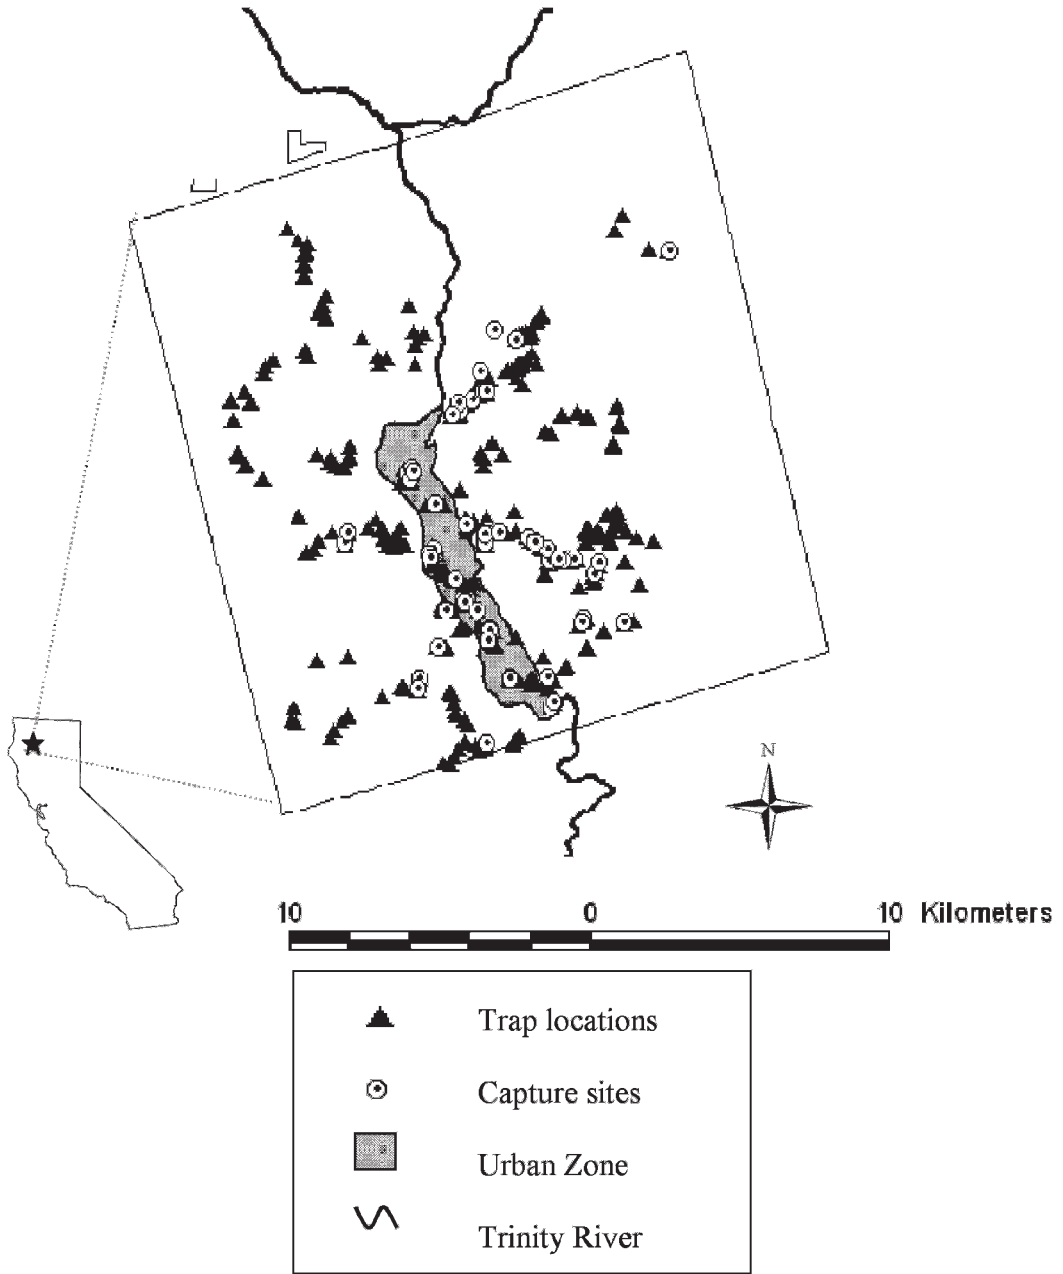 N
10 0 10 Kilometers
Trap locations
Capture sites
Urban Zone
Trinity River